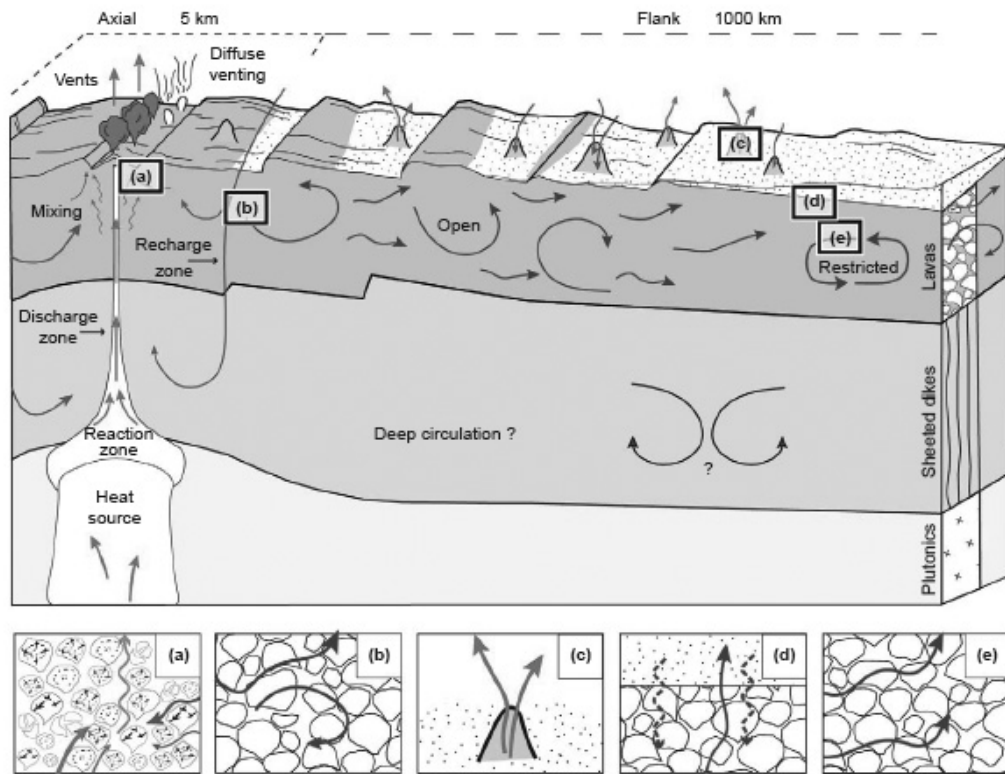 Axial 5 km
Flank 1000 km
Vents
Diffuse
venting
(a)
(b)
(c)
(d)
(e)
Mixing
Open
Restricted
Recharge
zone
Discharge
zone
Reaction
zone
Heat
source
Deep circulation ?
?
Lavas
Sheeted dikes
Plutonics
(a)
(b)
(c)
(d)
(e)